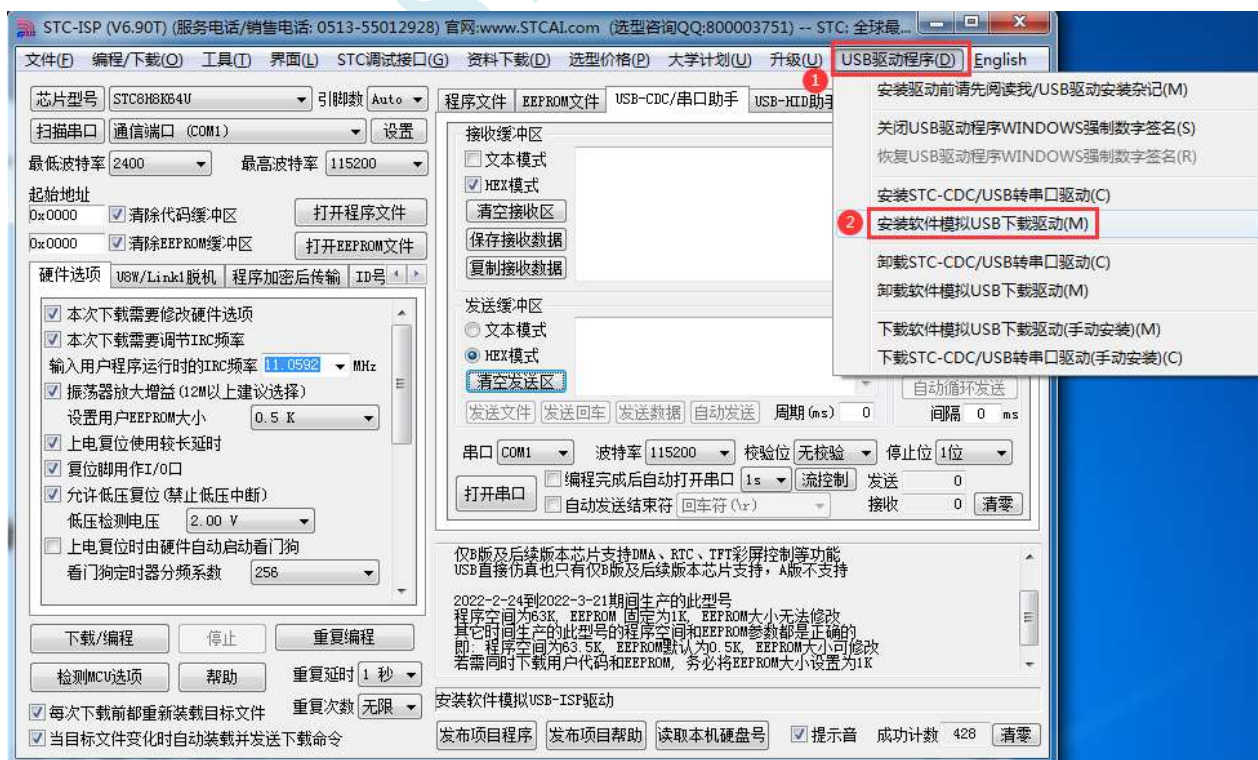 STC-ISP (V6.90T) (服务电话/销售电话: 0513-55012928) 官网:www.STCAI.com (选型咨询QQ:800003751) -- STC: 全球最...
文件(F) 编程/下载(O) 工具(T) 界面(L) STC调试接口(G) 资料下载(D) 选型价格(P) 大学计划(U) 升级(U) USB驱动程序(D) English
1
安装驱动前请先阅读我/USB驱动安装杂记(M)
关闭USB驱动程序WINDOWS强制数字签名(S)
恢复USB驱动程序WINDOWS强制数字签名(R)
安装STC-CDC/USB转串口驱动(C)
2 安装软件模拟USB下载驱动(M)
卸载STC-CDC/USB转串口驱动(C)
卸载软件模拟USB下载驱动(M)
下载软件模拟USB下载驱动(手动安装)(M)
下载STC-CDC/USB转串口驱动(手动安装)(C)
芯片型号 STC8H8K64U 引脚数 Auto
扫描串口 通信端口 (COM1) 设置
最低波特率 2400 最高波特率 115200
起始地址
0x0000 清除代码缓冲区 打开程序文件
0x0000 清除EEPROM缓冲区 打开EEPROM文件
硬件选项 U8W/Link1脱机 程序加密后传输 ID号
本次下载需要修改硬件选项
本次下载需要调节IRC频率
输入用户程序运行时的IRC频率 11.0592 MHz
振荡器放大增益(12M以上建议选择)
设置用户EEPROM大小 0.5 K
上电复位使用较长延时
复位脚用作I/O口
允许低压复位(禁止低压中断)
低压检测电压 2.00 V
上电复位时由硬件自动启动看门狗
看门狗定时器分频系数 256
下载/编程 停止 重复编程
检测MCU选项 帮助 重复延时 1 秒
每次下载前都重新装载目标文件 重复次数 无限
当目标文件变化时自动装载并发送下载命令
程序文件 EEPROM文件 USB-CDC/串口助手 USB-HID助手
接收缓冲区
文本模式
HEX模式
清空接收区
保存接收数据
复制接收数据
发送缓冲区
文本模式
HEX模式
清空发送区
自动循环发送
发送文件 发送回车 发送数据 自动发送 周期(ms) 0 间隔 0 ms
串口 COM1 波特率 115200 校验位 无校验 停止位 1位
打开串口 编程完成后自动打开串口 1s 流控制 发送 0
自动发送结束符 回车符(\r) 接收 0 清零
仅B版及后续版本芯片支持DMA、RTC、TFT彩屏控制等功能
USB直接仿真也只有仅B版及后续版本芯片支持，A版不支持
2022-2-24到2022-3-21期间生产的此型号
程序空间为63K, EEPROM 固定为1K, EEPROM大小无法修改
其它时间生产的此型号的程序空间和EEPROM参数都是正确的
即: 程序空间为63.5K, EEPROM默认为0.5K, EEPROM大小可修改
若需同时下载用户代码和EEPROM, 务必将EEPROM大小设置为1K
安装软件模拟USB-ISP驱动
发布项目程序 发布项目帮助 读取本机硬盘号 提示音 成功计数 428 清零